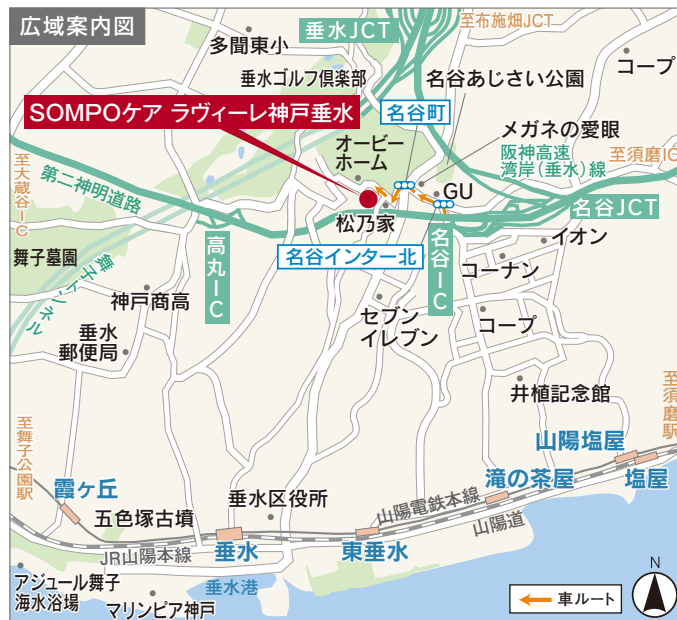 広域案内図
多聞東小
垂水JCT
至布施畑JCT
コープ
垂水ゴルフ倶楽部
名谷あじさい公園
SOMPOケア ラヴィーレ神戸垂水
名谷町
メガネの愛眼
オービー
ホーム
阪神高速
湾岸(垂水)線
至須磨IC
至大蔵谷IC
第二神明道路
GU
松乃家
名谷JCT
高丸IC
名谷インター北
名谷IC
イオン
コーナン
舞子墓園
舞子トンネル
神戸商高
セブン
イレブン
コープ
垂水
郵便局
井植記念館
至須磨駅
至舞子公園駅
山陽塩屋
塩屋
霞ヶ丘
滝の茶屋
五色塚古墳
垂水区役所
山陽電鉄本線
山陽道
JR山陽本線
垂水
東垂水
アジュール舞子
海水浴場
垂水港
マリンピア神戸
車ルート
N